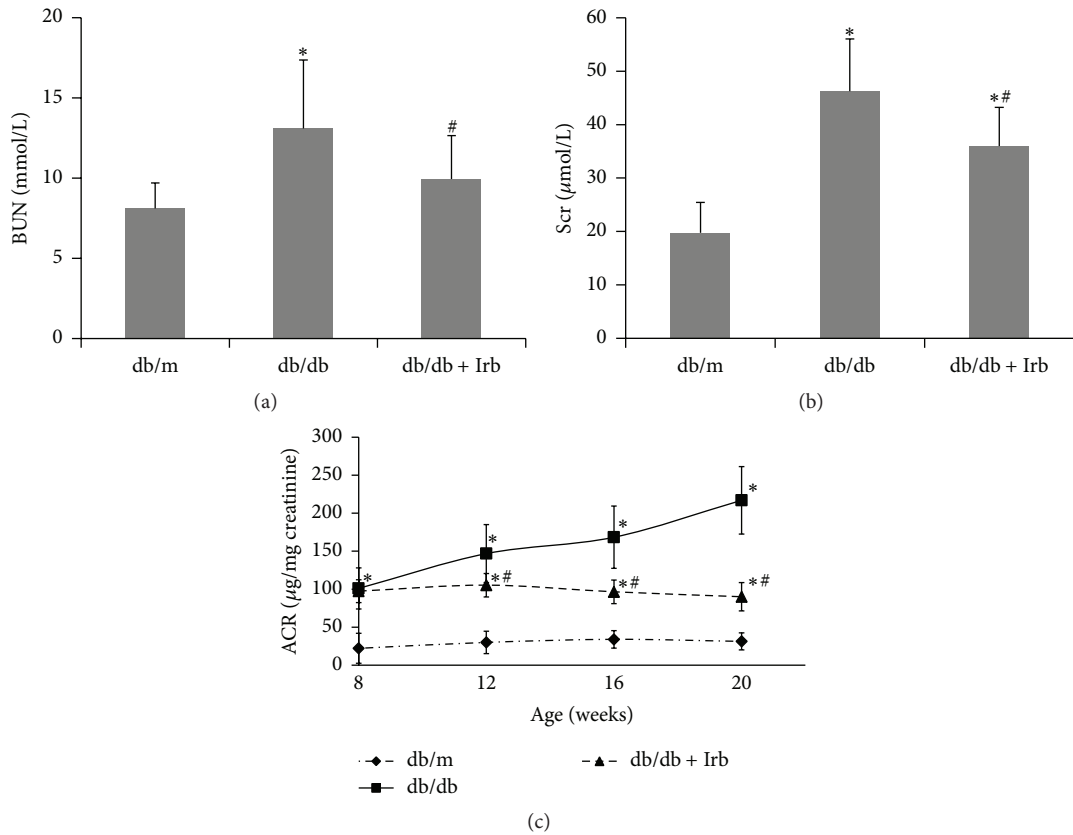 20
15
10
5
0
BUN (mmol/L)
*
#
db/m
db/db
db/db + Irb
(a)
60
50
40
30
20
10
0
Scr (μmol/L)
*
*#
db/m
db/db
db/db + Irb
(b)
300
250
200
150
100
50
0
ACR (μg/mg creatinine)
*
*
*
*
*#
*#
*#
8
12
16
20
Age (weeks)
db/m
db/db + Irb
db/db
(c)